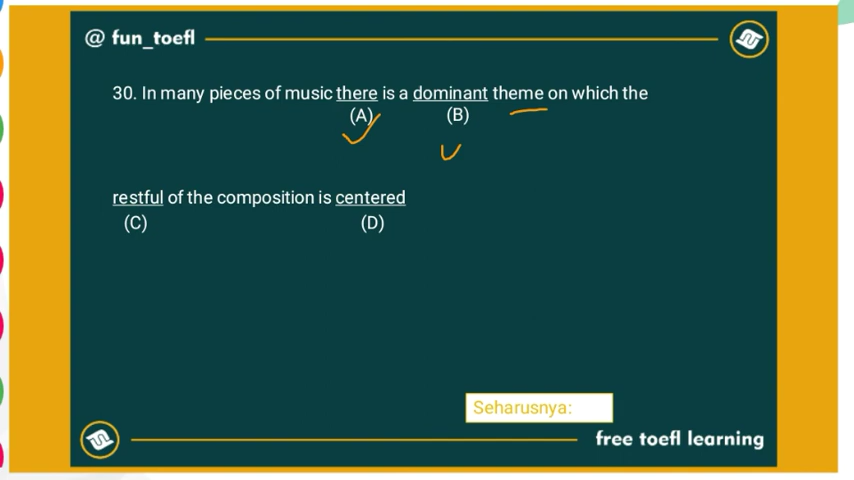 @ fun_toefl
30. In many pieces of music there is a dominant theme on which the
(A) (B)
restful of the composition is centered
(C) (D)
Seharusnya:
free toefl learning